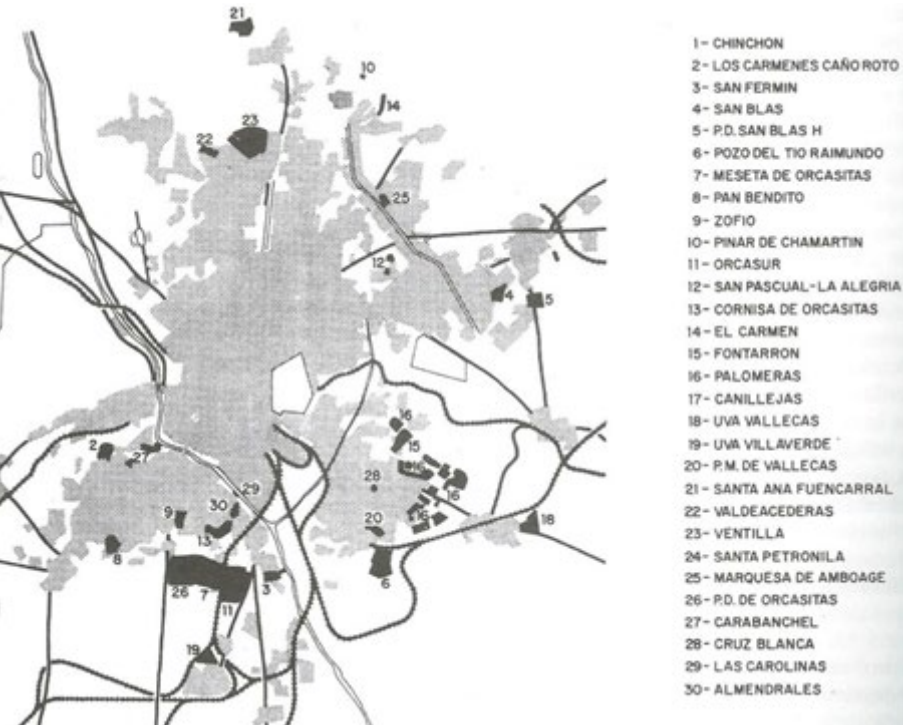 21
10
14
22
23
25
12
4
5
16
15
2
27
16
28
16
29
30
9
13
16
20
18
8
26
7
3
6
11
19
1- CHINCHON
2- LOS CARMENES CAÑO ROTO
3- SAN FERMIN
4- SAN BLAS
5- P.D. SAN BLAS H
6- POZO DEL TIO RAIMUNDO
7- MESETA DE ORCASITAS
8- PAN BENDITO
9- ZOFIO
10- PINAR DE CHAMARTIN
11- ORCASUR
12- SAN PASCUAL-LA ALEGRIA
13- CORNISA DE ORCASITAS
14- EL CARMEN
15- FONTARRON
16- PALOMERAS
17- CANILLEJAS
18- UVA VALLECAS
19- UVA VILLAVERDE
20- P.M. DE VALLECAS
21- SANTA ANA FUENCARRAL
22- VALDEACEDERAS
23- VENTILLA
24- SANTA PETRONILA
25- MARQUESA DE AMBOAGE
26- P.D. DE ORCASITAS
27- CARABANCHEL
28- CRUZ BLANCA
29- LAS CAROLINAS
30- ALMENDRALES